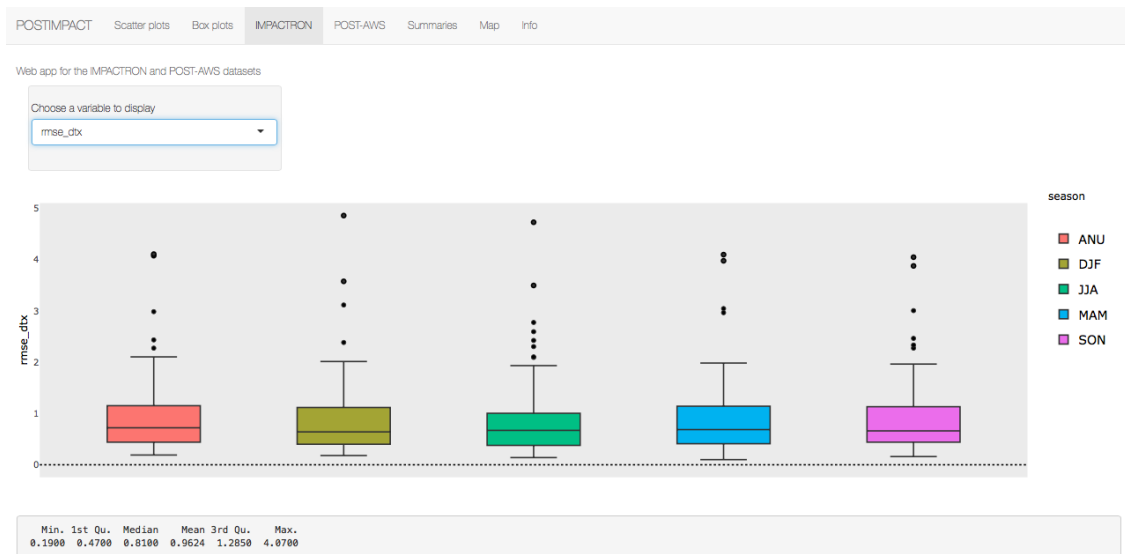 POSTIMPACT Scatter plots Box plots IMPACTRON POST-AWS Summaries Map Info
Web app for the IMPACTRON and POST-AWS datasets
Choose a variable to display
rmse_dtx
season
ANU
DJF
JJA
MAM
SON
rmse_dtx
5
4
3
2
1
0
Min. 1st Qu. Median Mean 3rd Qu. Max.
0.1900 0.4700 0.8100 0.9624 1.2850 4.0700